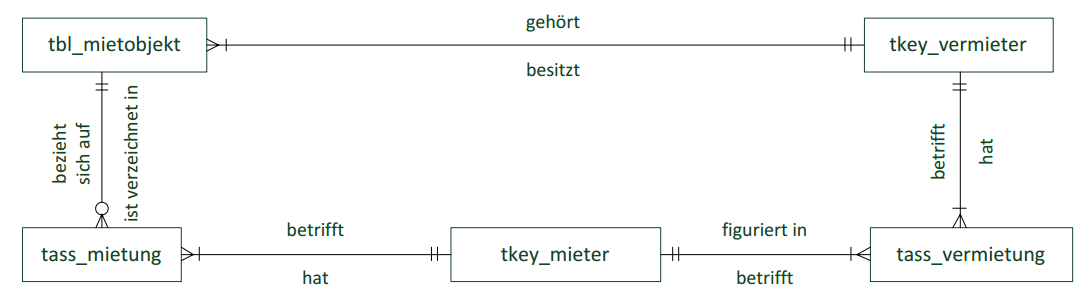 gehört
tbl_mietobjekt
tkey_vermieter
besitzt
bezieht
sich auf
ist verzeichnet in
betrifft
hat
betrifft
figuriert in
tass_mietung
tkey_mieter
tass_vermietung
hat
betrifft